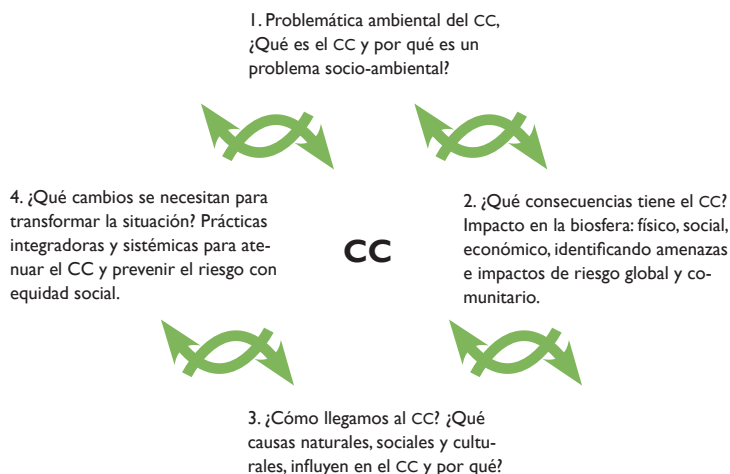 1. Problemática ambiental del CC,
¿Qué es el CC y por qué es un
problema socio-ambiental?
4. ¿Qué cambios se necesitan para
transformar la situación? Prácticas
integradoras y sistémicas para ate-
nuar el CC y prevenir el riesgo con
equidad social.
CC
2. ¿Qué consecuencias tiene el CC?
Impacto en la biosfera: físico, social,
económico, identificando amenazas
e impactos de riesgo global y co-
munitario.
3. ¿Cómo llegamos al CC? ¿Qué
causas naturales, sociales y cultu-
rales, influyen en el CC y por qué?